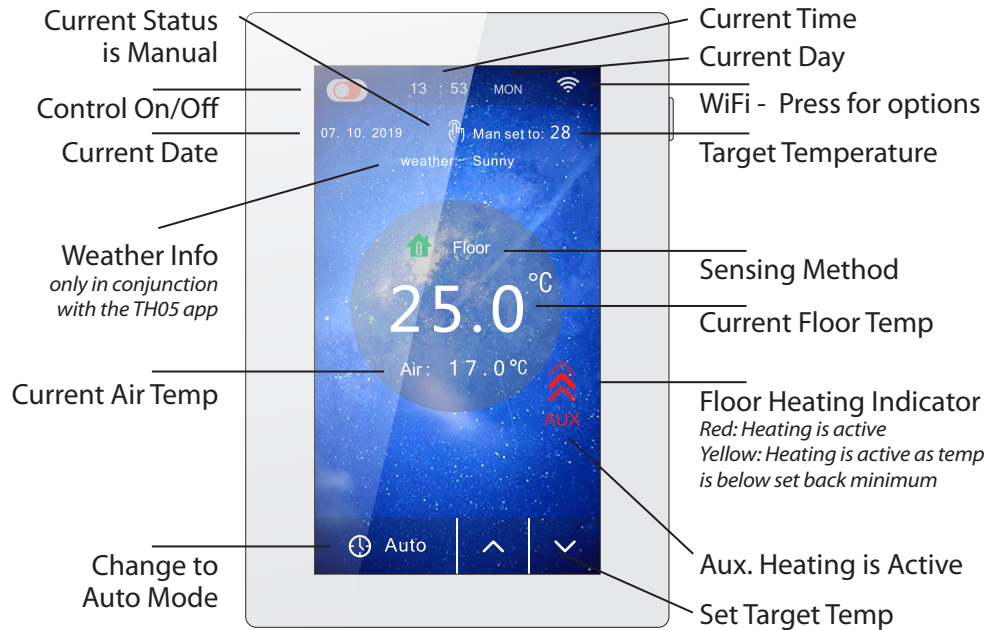 Current Status
is Manual
Control On/Off
Current Date
Weather Info
only in conjunction
with the TH05 app
Current Air Temp
Change to
Auto Mode
13 : 53 MON
07. 10. 2019 Man set to: 28
weather: Sunny
Floor
25.0 °C
Air: 17.0°C
AUX
Auto
Current Time
Current Day
WiFi - Press for options
Target Temperature
Sensing Method
Current Floor Temp
Floor Heating Indicator
Red: Heating is active
Yellow: Heating is active as temp
is below set back minimum
Aux. Heating is Active
Set Target Temp